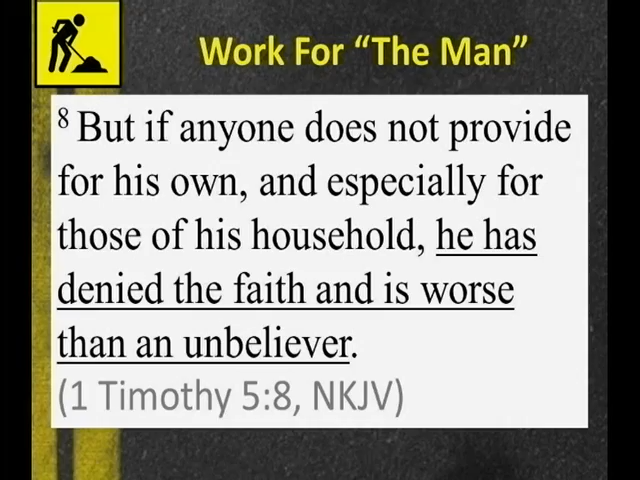 Work For “The Man”
8 But if anyone does not provide
for his own, and especially for
those of his household, he has
denied the faith and is worse
than an unbeliever.
(1 Timothy 5:8, NKJV)